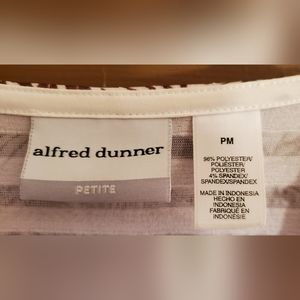 alfred dunner
PETITE
PM
96% POLYESTER/
POLIÉSTER/
POLYESTER
4% SPANDEX/
SPANDEX/SPANDEX
MADE IN INDONESIA
HECHO EN
INDONESIA
FABRIQUÉ EN
INDONÉSIE